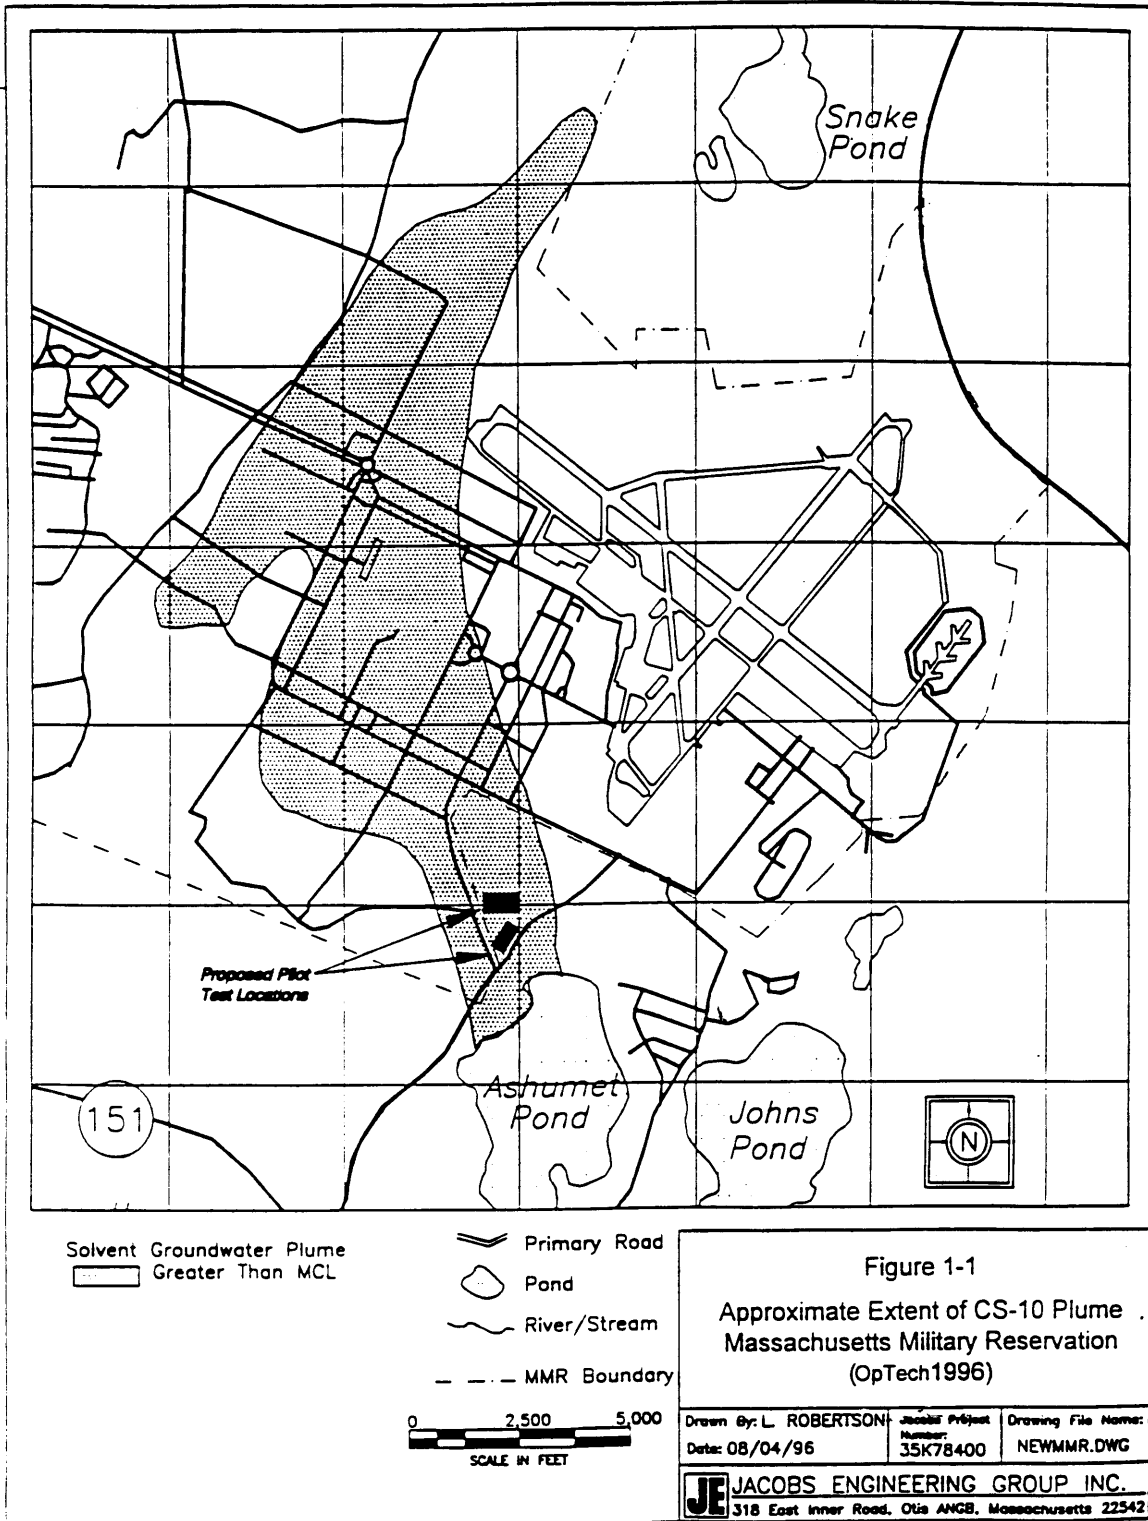 Snake
Pond
Proposed Pilot
Test Locations
151
Ashumet
Pond
Johns
Pond
N
Solvent Groundwater Plume
Greater Than MCL
Primary Road
Pond
River/Stream
MMR Boundary
0 2,500 5,000
SCALE IN FEET
Figure 1-1
Approximate Extent of CS-10 Plume
Massachusetts Military Reservation
(OpTech1996)
Drawn By: L. ROBERTSON
Date: 08/04/96
Jacobs Project
Number:
35K78400
Drawing File Name:
NEWMMR.DWG
JE
JACOBS ENGINEERING GROUP INC.
318 East Inner Road, Otis ANGB, Massachusetts 22542